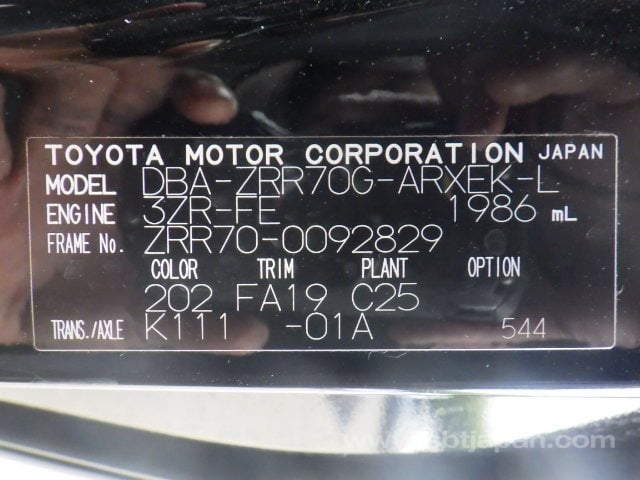 TOYOTA MOTOR CORPORATION JAPAN
MODEL DBA-ZRR70G-ARXEK-L
ENGINE 3ZR-FE 1986 mL
FRAME No. ZRR70-0092829
COLOR TRIM PLANT OPTION
202 FA19 C25
TRANS./AXLE K111 -01A 544
www.sbtjapan.com